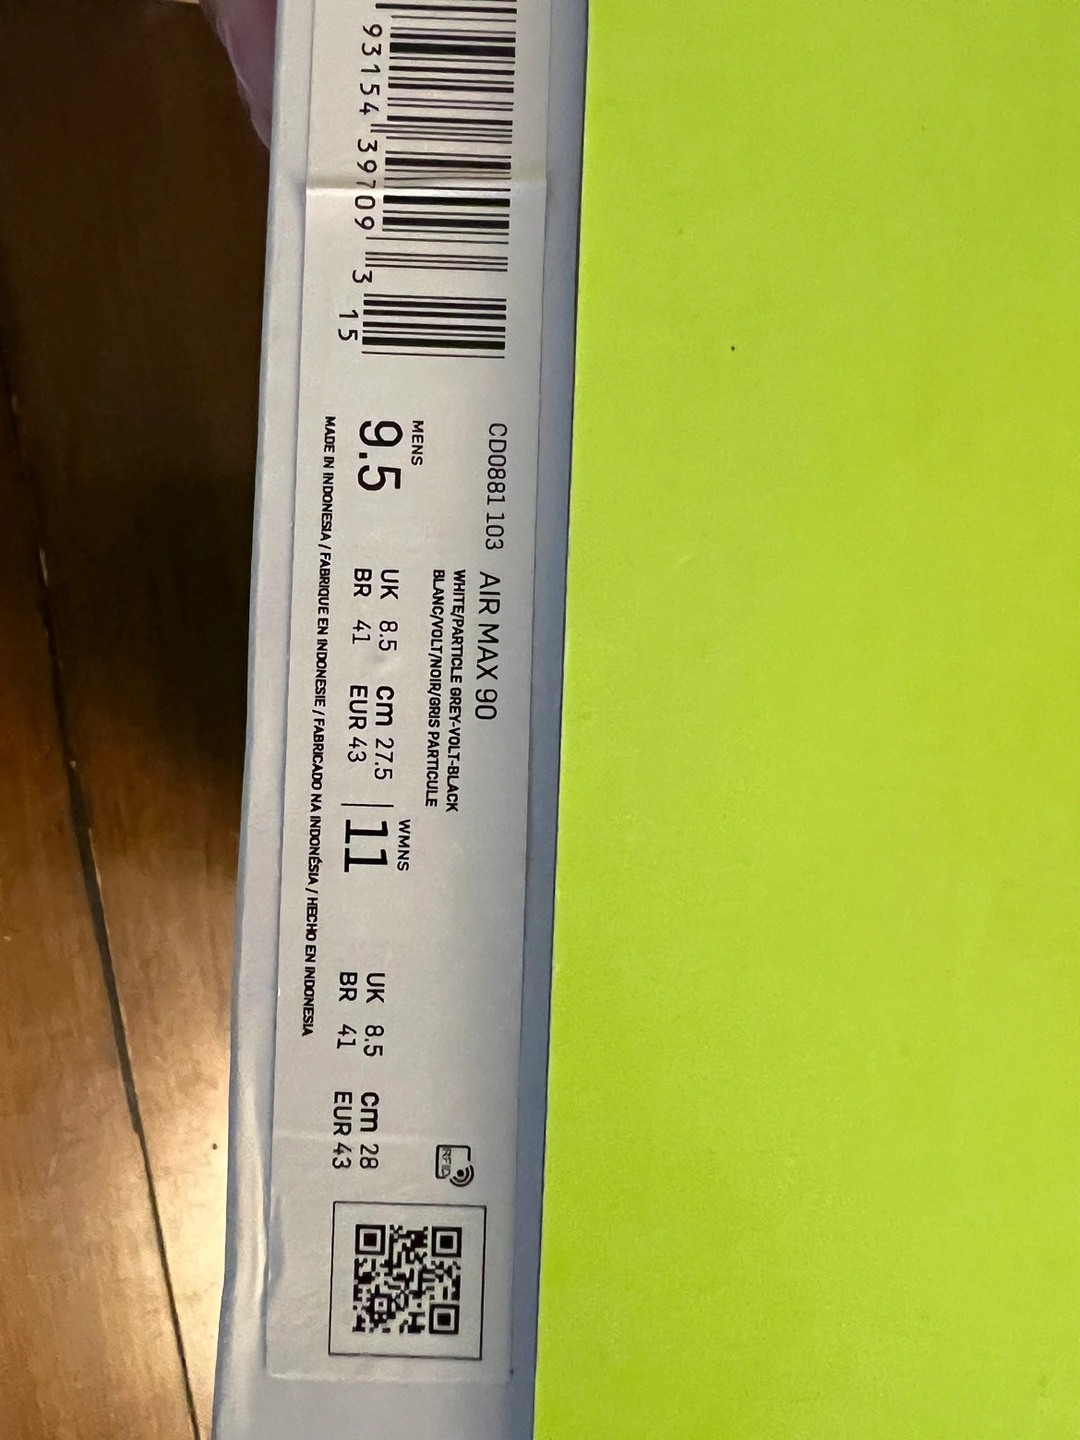 93154 39709 3
15
CD0881 103 AIR MAX 90
WHITE/PARTICLE GREY-VOLT-BLACK
BLANC/VOLT/NOIR/GRIS PARTICULE
MENS
9.5
UK 8.5 cm 27.5
BR 41 EUR 43
WMNS
11
UK 8.5 cm 28
BR 41 EUR 43
MADE IN INDONESIA / FABRIQUE EN INDONESIE / FABRICADO NA INDONÉSIA / HECHO EN INDONESIA
RFID